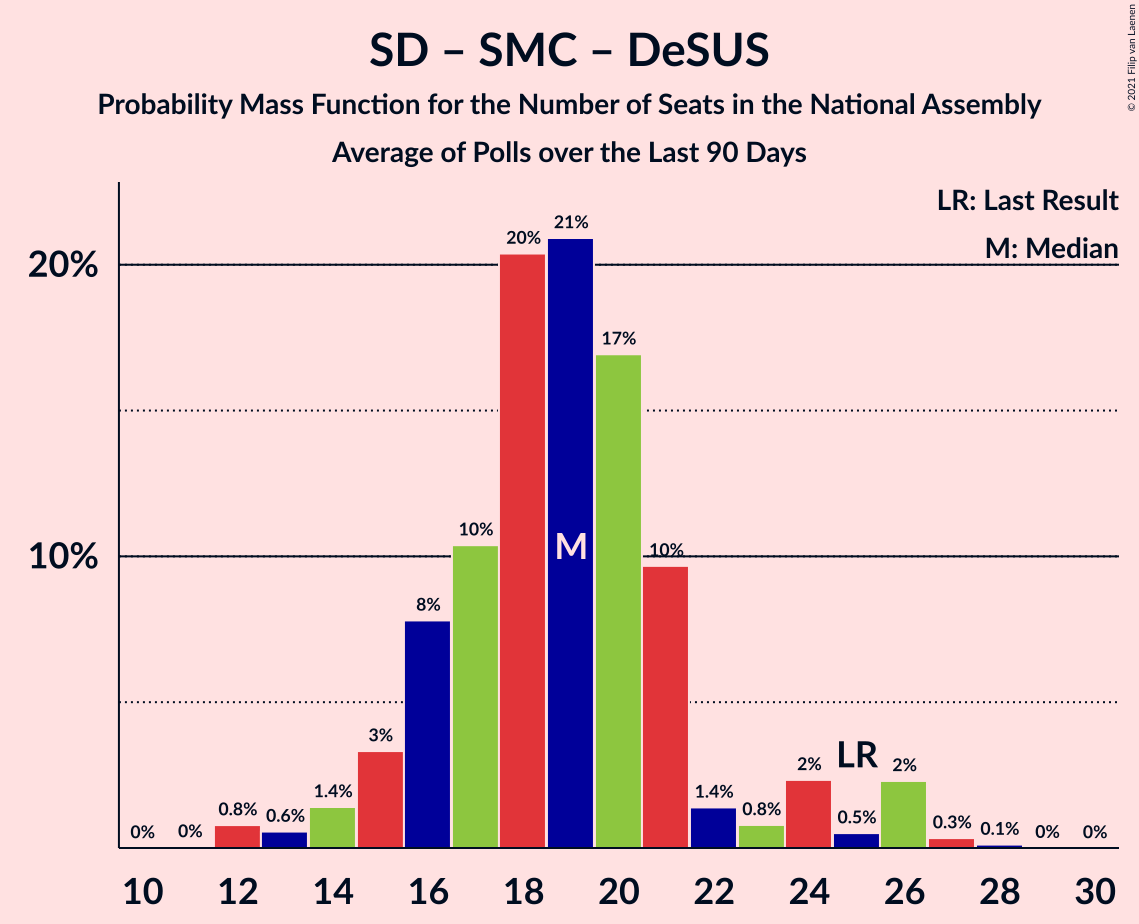 SD – SMC – DeSUS
Probability Mass Function for the Number of Seats in the National Assembly
Average of Polls over the Last 90 Days
© 2021 Filip van Laenen
LR: Last Result
M: Median
20%
10%
0%
0%
0.8%
0.6%
1.4%
3%
8%
10%
20%
21%
17%
10%
1.4%
0.8%
2%
0.5%
2%
0.3%
0.1%
0%
0%
M
LR
10 12 14 16 18 20 22 24 26 28 30